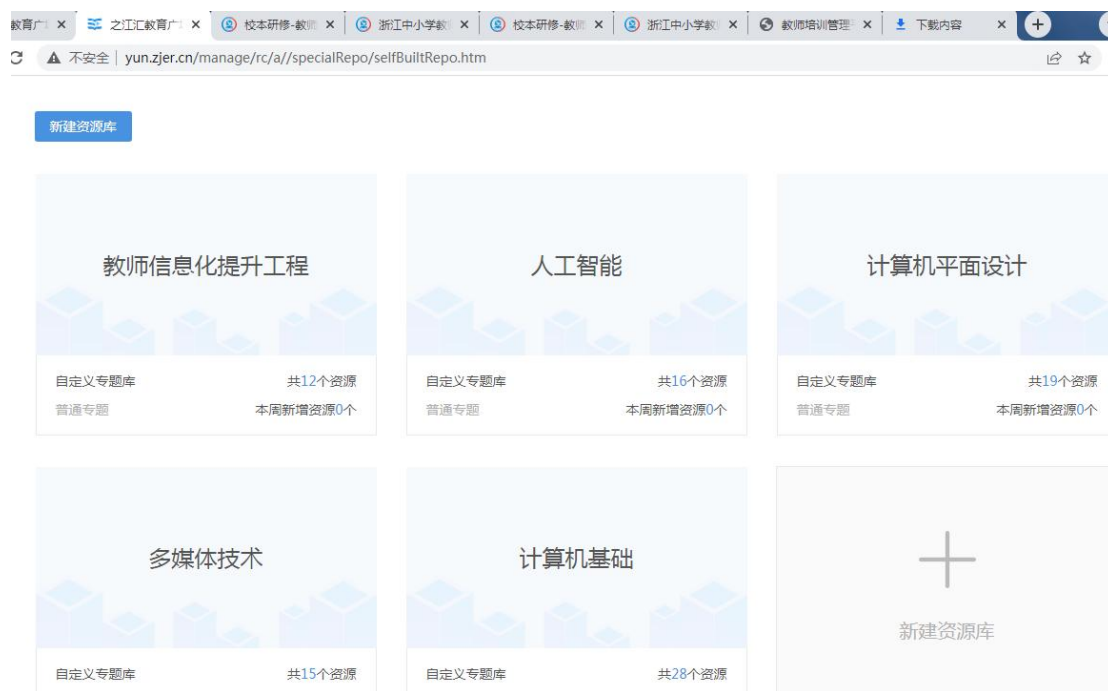 教育广 之江汇教育广 校本研修-教师 浙江中小学教 校本研修-教师 浙江中小学教 教师培训管理 下载内容
不安全 yun.zjer.cn/manage/rc/a//specialRepo/selfBuiltRepo.htm
新建资源库
教师信息化提升工程 人工智能 计算机平面设计
自定义专题库 共12个资源 自定义专题库 共16个资源 自定义专题库 共19个资源
普通专题 本周新增资源0个 普通专题 本周新增资源0个 普通专题 本周新增资源0个
多媒体技术 计算机基础
新建资源库
自定义专题库 共15个资源 自定义专题库 共28个资源